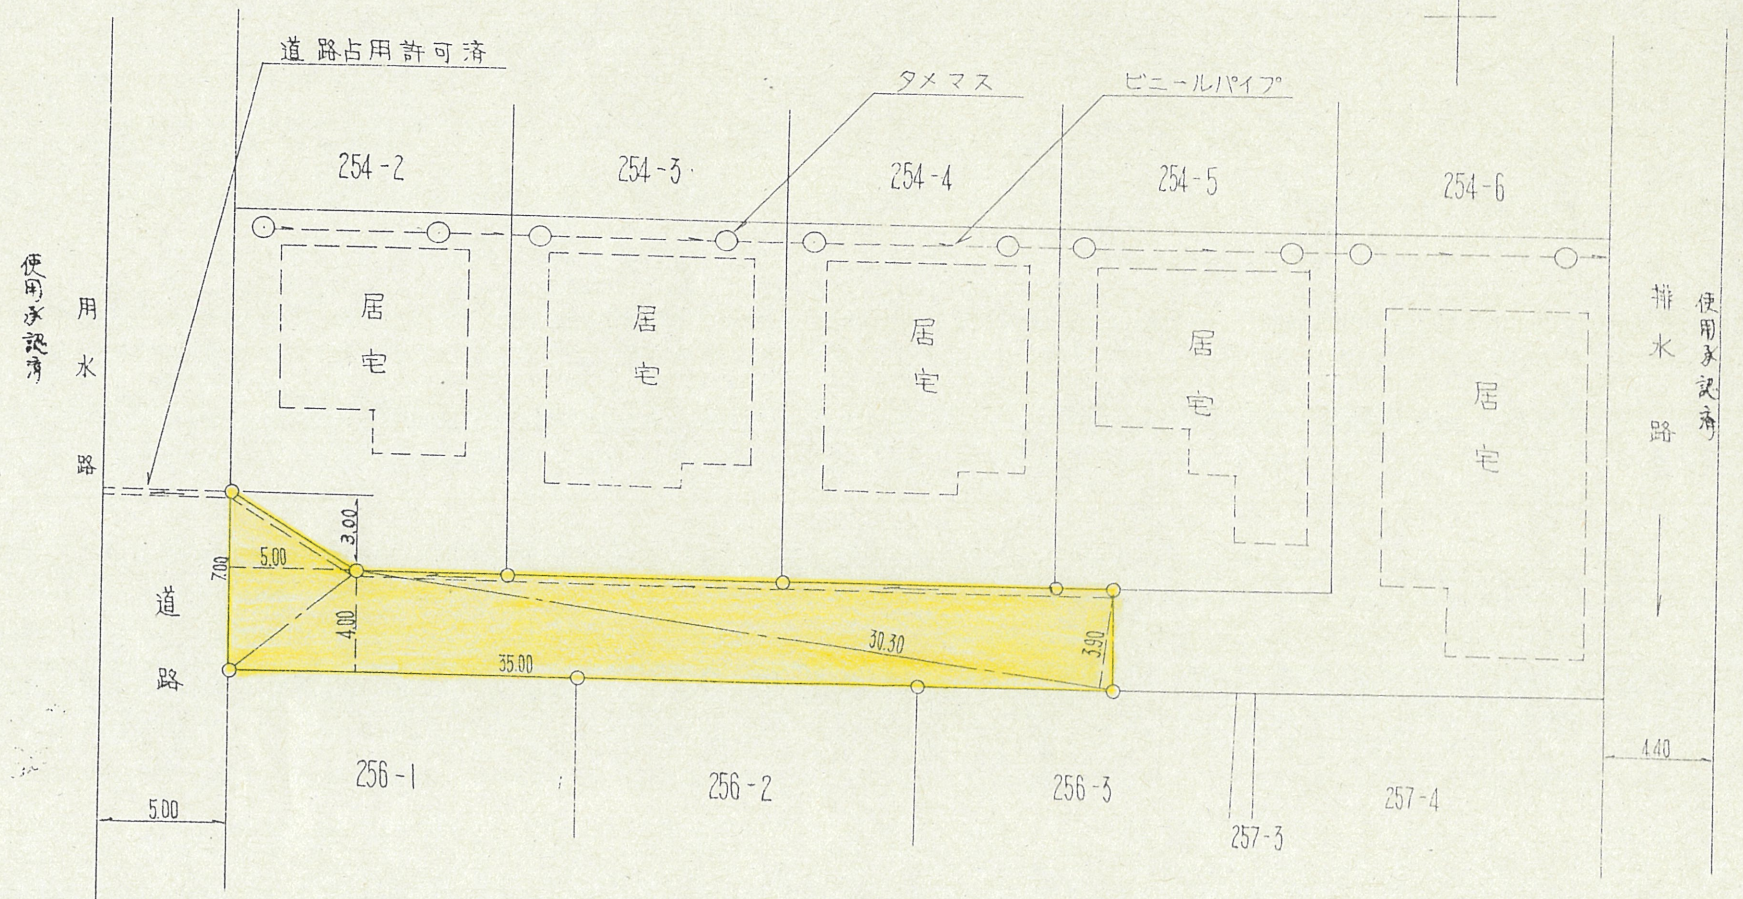 道路占用許可済
タメマス
ビニールパイプ
254-2
254-3
254-4
254-5
254-6
使用承認済
用水路
居宅
居宅
居宅
居宅
居宅
排水路
使用承認済
3.00
5.00
7.00
4.00
30.30
3.90
35.00
道路
256-1
256-2
256-3
257-4
257-3
5.00
4.40